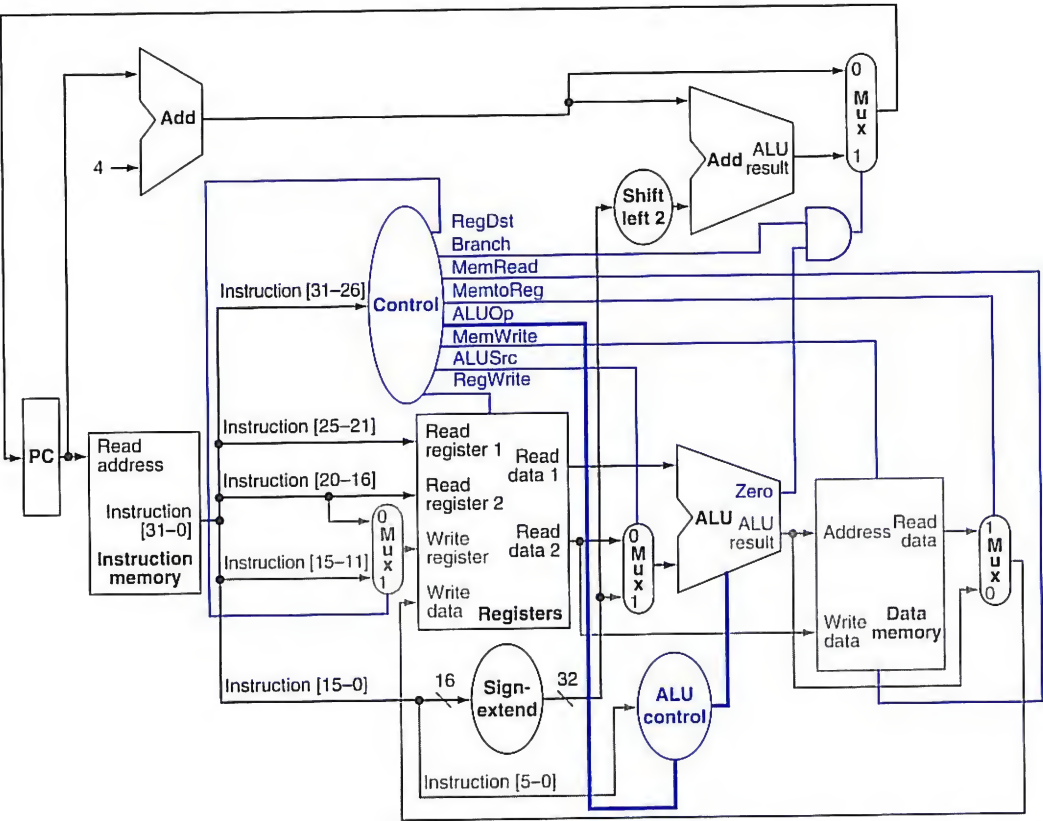 0
M
u
x
1
Add
4
Add
ALU
result
Shift
left 2
RegDst
Branch
MemRead
MemtoReg
ALUOp
MemWrite
ALUSrc
RegWrite
Instruction [31–26]
Control
PC
Read
address
Instruction
[31–0]
Instruction
memory
Instruction [25–21]
Instruction [20–16]
Instruction [15–11]
0
M
u
x
1
Read
register 1
Read
register 2
Write
register
Write
data
Read
data 1
Read
data 2
Registers
0
M
u
x
1
Zero
ALU
ALU
result
Address
Read
data
Write
data
Data
memory
1
M
u
x
0
Instruction [15–0]
16
Sign-
extend
32
ALU
control
Instruction [5–0]